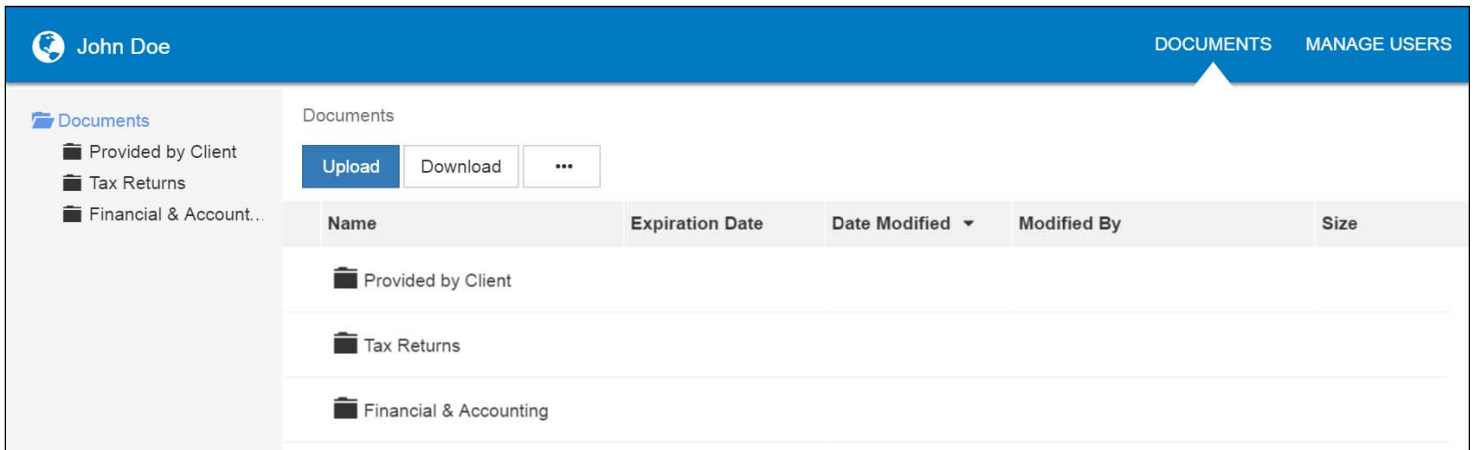 John Doe
DOCUMENTS MANAGE USERS
Documents
Provided by Client
Tax Returns
Financial & Account...
Documents
Upload Download •••
Name Expiration Date Date Modified Modified By Size
Provided by Client
Tax Returns
Financial & Accounting